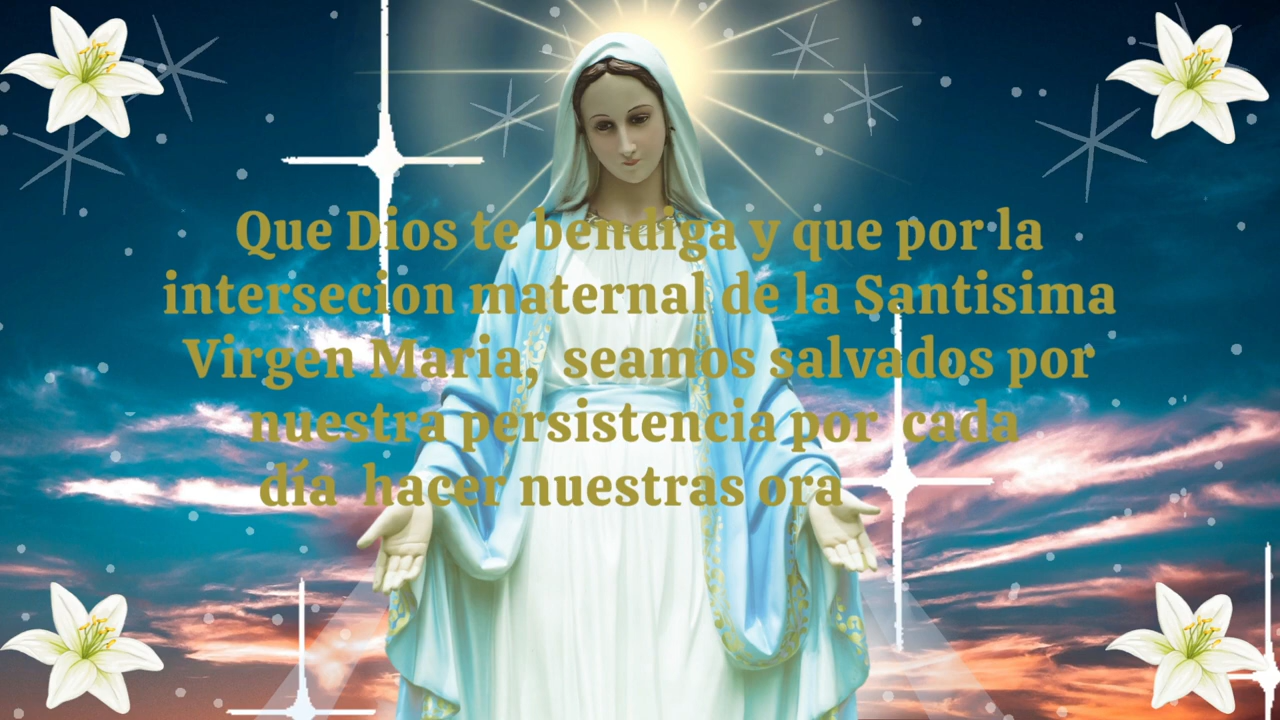 Que Dios te bendiga y que por la
intersecion maternal de la Santisima
Virgen Maria,  seamos salvados por
nuestra persistencia por  cada
día  hacer nuestras ora